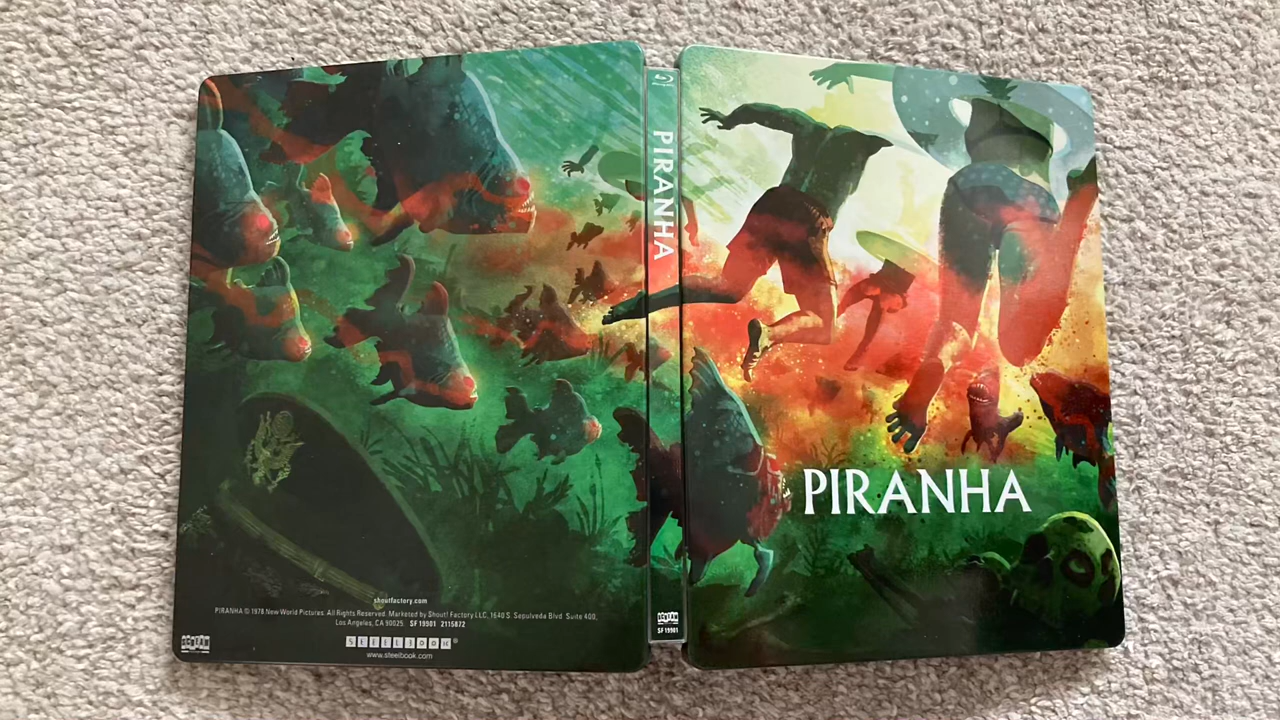 shoutfactory.com
PIRANHA © 1978 New World Pictures. All Rights Reserved. Marketed by Shout! Factory LLC, 1640 S. Sepulveda Blvd. Suite 400,
Los Angeles, CA 90025. SF 19901 2115872
STEELBOOK®
www.steelbook.com
PIRANHA
SF 19901
PIRANHA